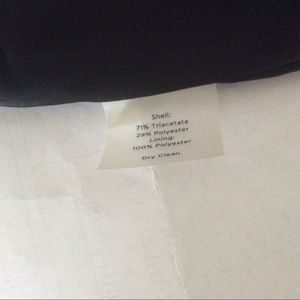 Shell:
71% Triacetate
29% Polyester
Lining:
100% Polyester
Dry Clean